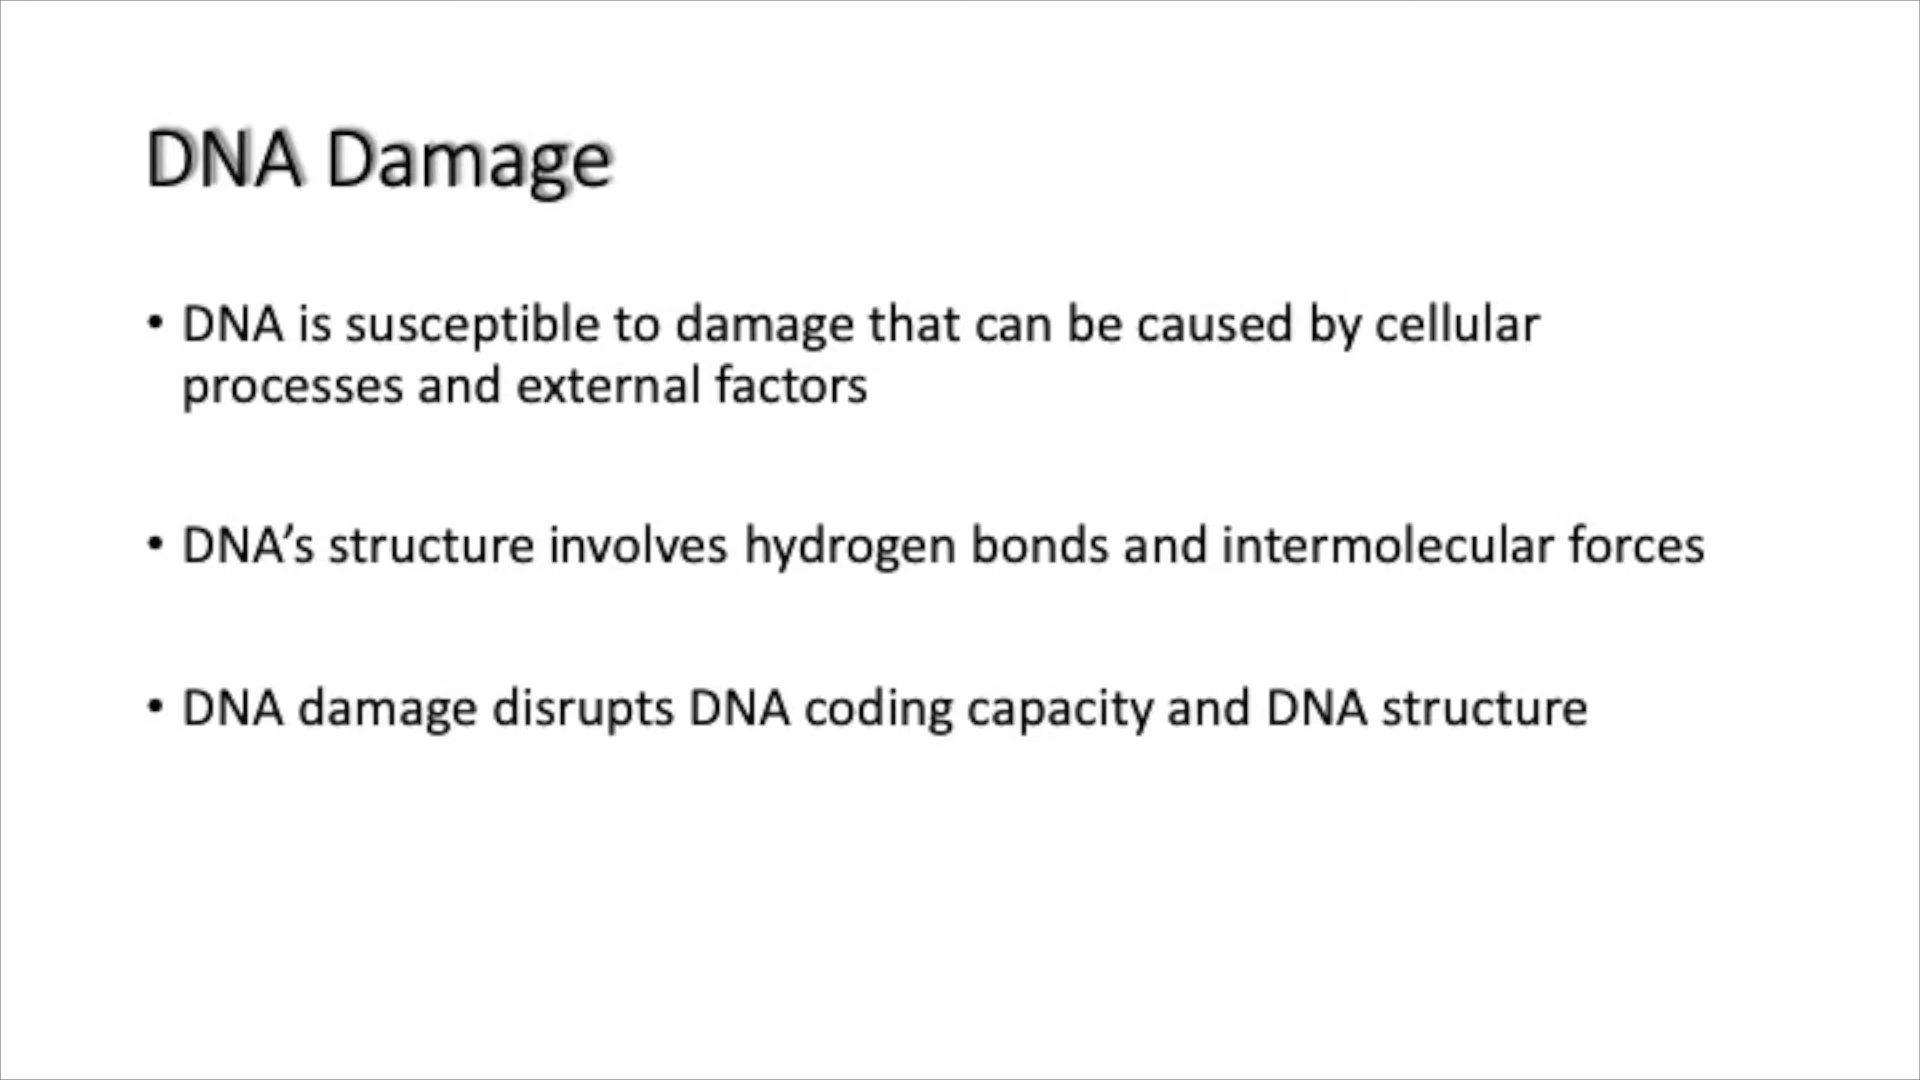 DNA Damage
• DNA is susceptible to damage that can be caused by cellular
processes and external factors
• DNA’s structure involves hydrogen bonds and intermolecular forces
• DNA damage disrupts DNA coding capacity and DNA structure